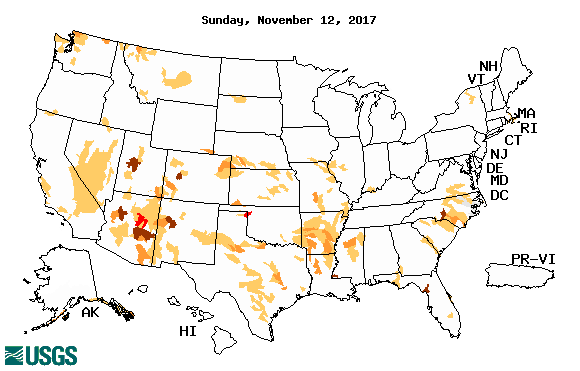 Sunday, November 12, 2017
NH
VT
MA
RI
CT
NJ
DE
MD
DC
PR-VI
AK
HI
USGS